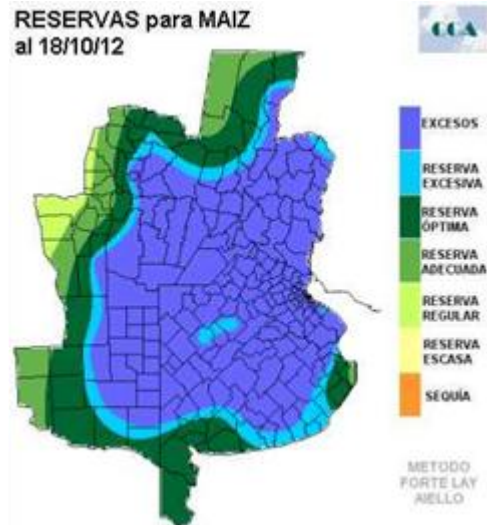 RESERVAS para MAIZ
al 18/10/12
CCA
EXCESOS
RESERVA
EXCESIVA
RESERVA
ÓPTIMA
RESERVA
ADECUADA
RESERVA
REGULAR
RESERVA
ESCASA
SEQUÍA
METODO
FORTE LAY
AIELLO